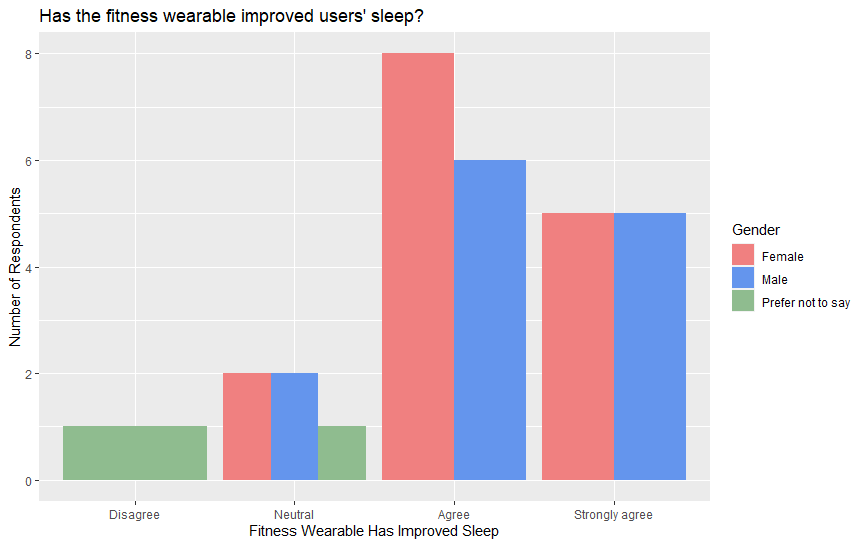 Has the fitness wearable improved users' sleep?
Number of Respondents
8
6
4
2
0
Disagree
Neutral
Agree
Strongly agree
Fitness Wearable Has Improved Sleep
Gender
Female
Male
Prefer not to say